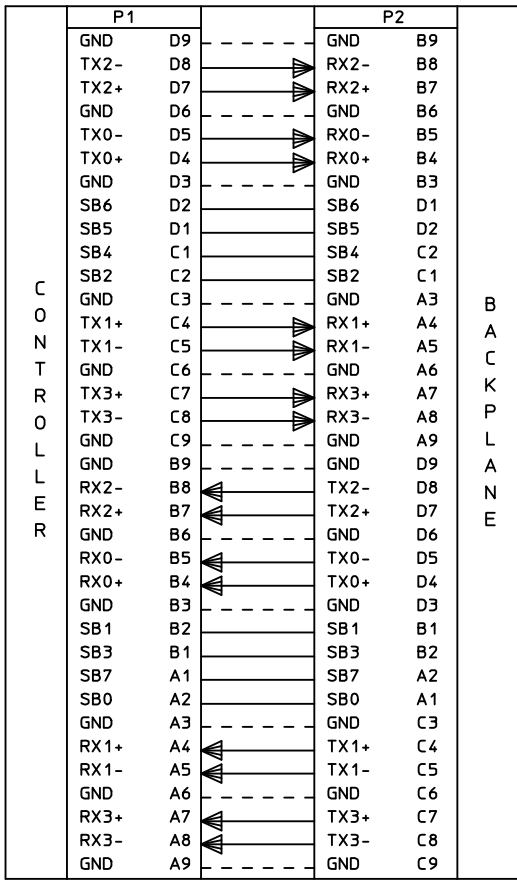 P1 P2
GND D9 GND B9
TX2- D8 RX2- B8
TX2+ D7 RX2+ B7
GND D6 GND B6
TX0- D5 RX0- B5
TX0+ D4 RX0+ B4
GND D3 GND B3
SB6 D2 SB6 D1
SB5 D1 SB5 D2
SB4 C1 SB4 C2
SB2 C2 SB2 C1
GND C3 GND A3
TX1+ C4 RX1+ A4
TX1- C5 RX1- A5
GND C6 GND A6
TX3+ C7 RX3+ A7
TX3- C8 RX3- A8
GND C9 GND A9
GND B9 GND D9
RX2- B8 TX2- D8
RX2+ B7 TX2+ D7
GND B6 GND D6
RX0- B5 TX0- D5
RX0+ B4 TX0+ D4
GND B3 GND D3
SB1 B2 SB1 B1
SB3 B1 SB3 B2
SB7 A1 SB7 A2
SB0 A2 SB0 A1
GND A3 GND C3
RX1+ A4 TX1+ C4
RX1- A5 TX1- C5
GND A6 GND C6
RX3+ A7 TX3+ C7
RX3- A8 TX3- C8
GND A9 GND C9
CONTROLLER
BACKPLANE